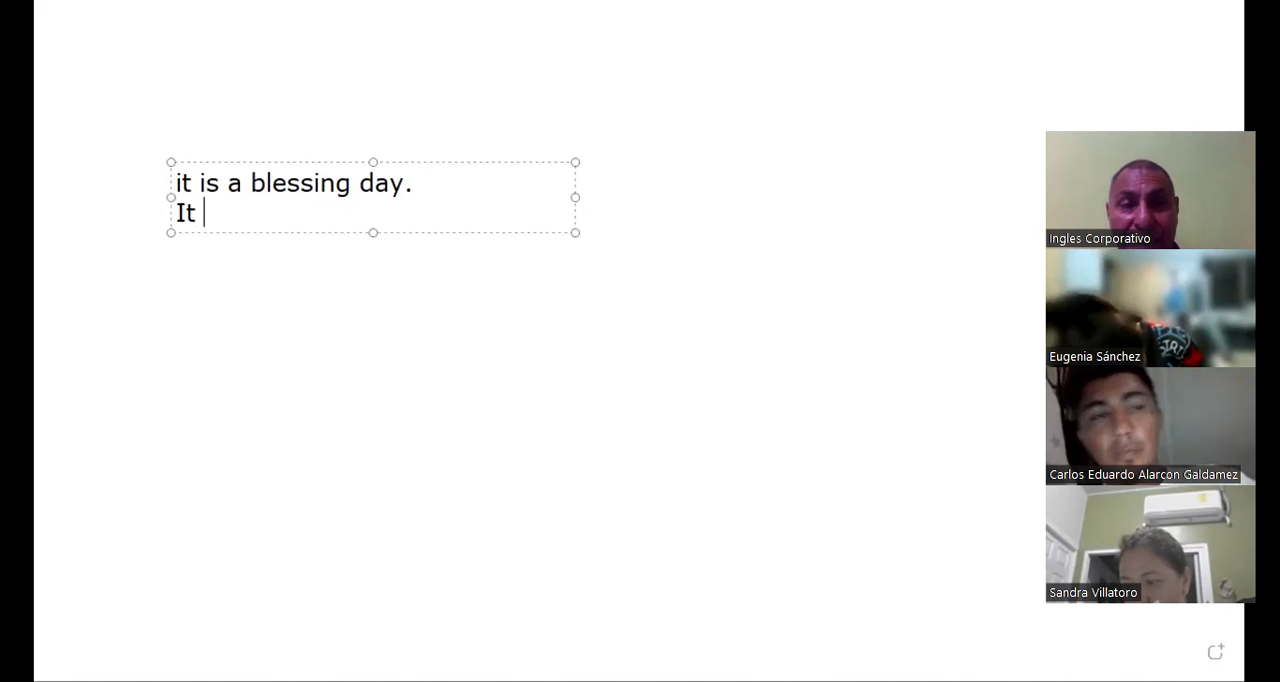 it is a blessing day.
It
Ingles Corporativo
Eugenia Sánchez
Carlos Eduardo Alarcon Galdamez
Sandra Villatoro